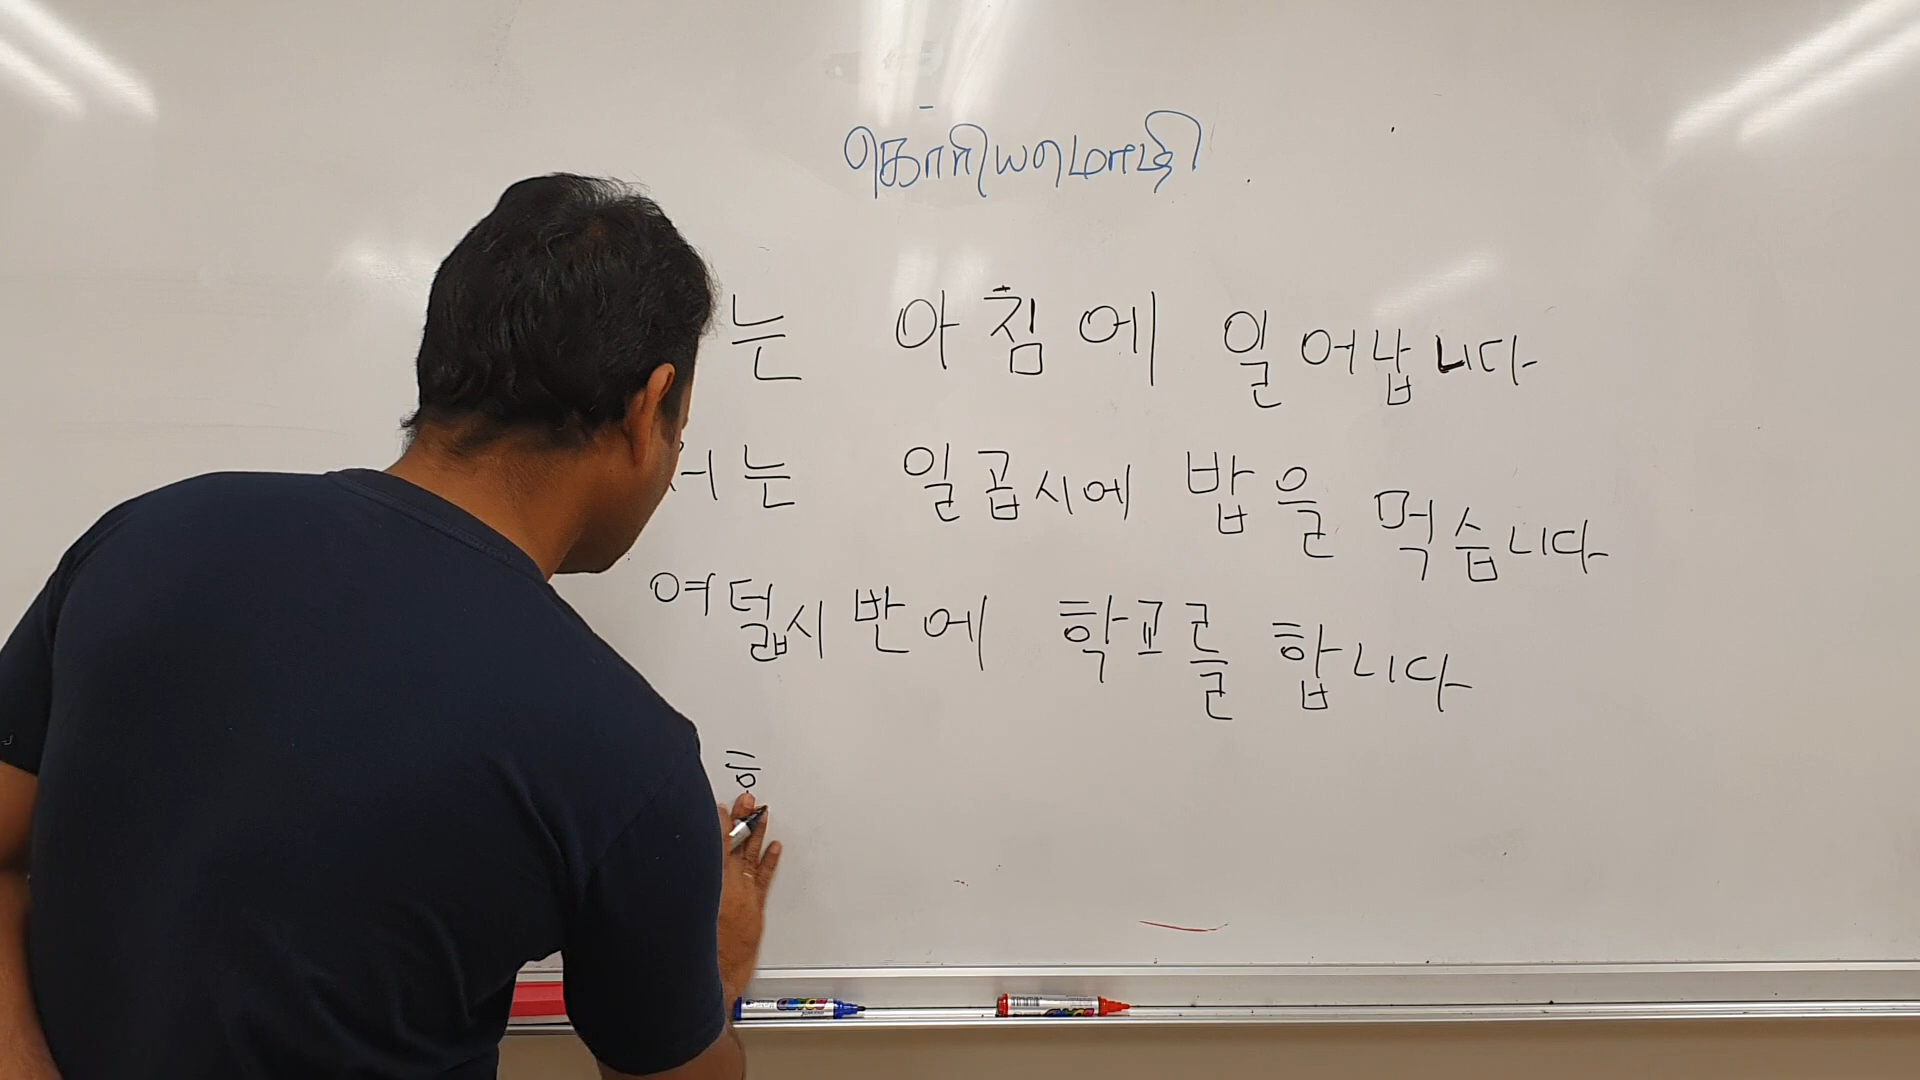 கொரியமொழி
는 아침에 일어납니다
는 일곱시에 밥을 먹습니다
여덟시 반에 학교를 합니다